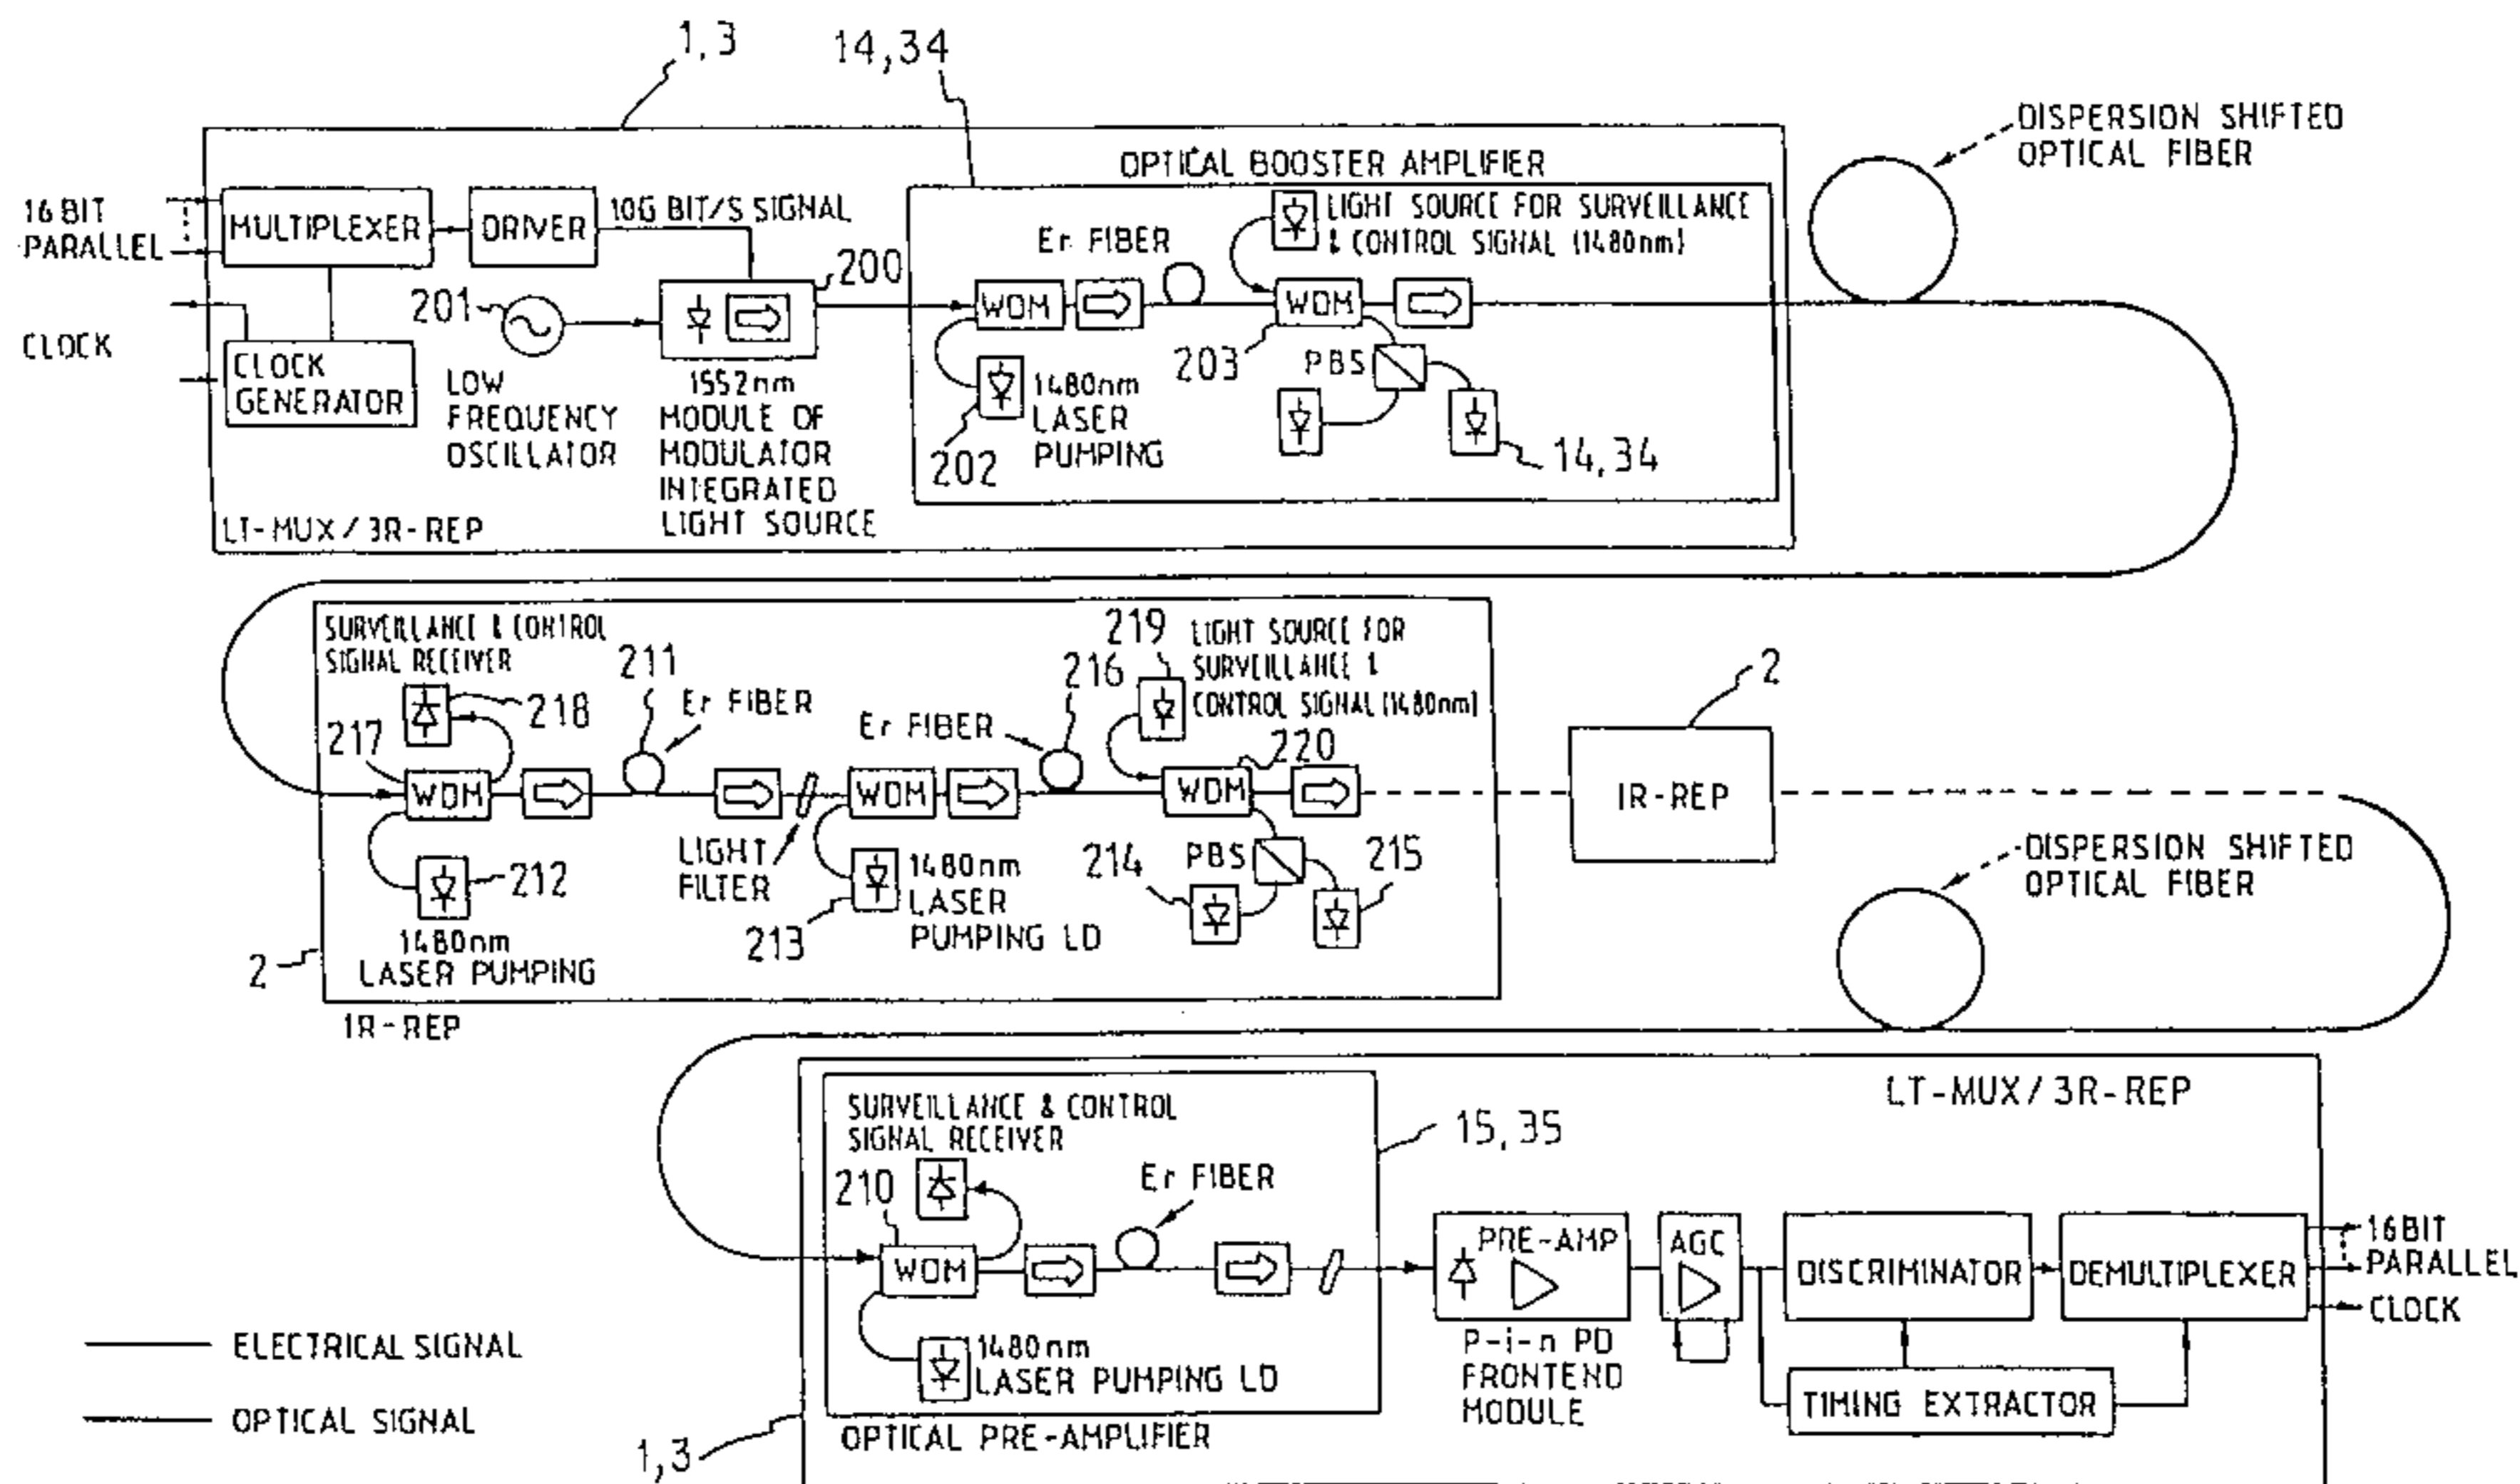 1,3
14,34
DISPERSION SHIFTED
OPTICAL FIBER
OPTICAL BOOSTER AMPLIFIER
16BIT
PARALLEL
MULTIPLEXER
DRIVER
10G BIT/S SIGNAL
LIGHT SOURCE FOR SURVEILLANCE
& CONTROL SIGNAL (1480nm)
Er FIBER
200
201
WDM
WDM
203
CLOCK
CLOCK
GENERATOR
LOW
FREQUENCY
OSCILLATOR
1552nm
MODULE OF
MODULATOR
INTEGRATED
LIGHT SOURCE
202
1480nm
LASER
PUMPING
PBS
14,34
LT-MUX/3R-REP
SURVEILLANCE & CONTROL
SIGNAL RECEIVER
211
Er FIBER
218
217
WDM
212
1480nm
LASER PUMPING
LIGHT
FILTER
Er FIBER
216
219
LIGHT SOURCE FOR
SURVEILLANCE &
CONTROL SIGNAL (1480nm)
220
WDM
WDM
213
1480nm
LASER
PUMPING LD
214
PBS
215
2
1R-REP
2
1R-REP
DISPERSION SHIFTED
OPTICAL FIBER
LT-MUX/3R-REP
SURVEILLANCE & CONTROL
SIGNAL RECEIVER
15,35
210
Er FIBER
WDM
1480nm
LASER PUMPING LD
OPTICAL PRE-AMPLIFIER
1,3
PRE-AMP
P-i-n PD
FRONTEND
MODULE
AGC
DISCRIMINATOR
DEMULTIPLEXER
TIMING EXTRACTOR
16BIT
PARALLEL
CLOCK
ELECTRICAL SIGNAL
OPTICAL SIGNAL